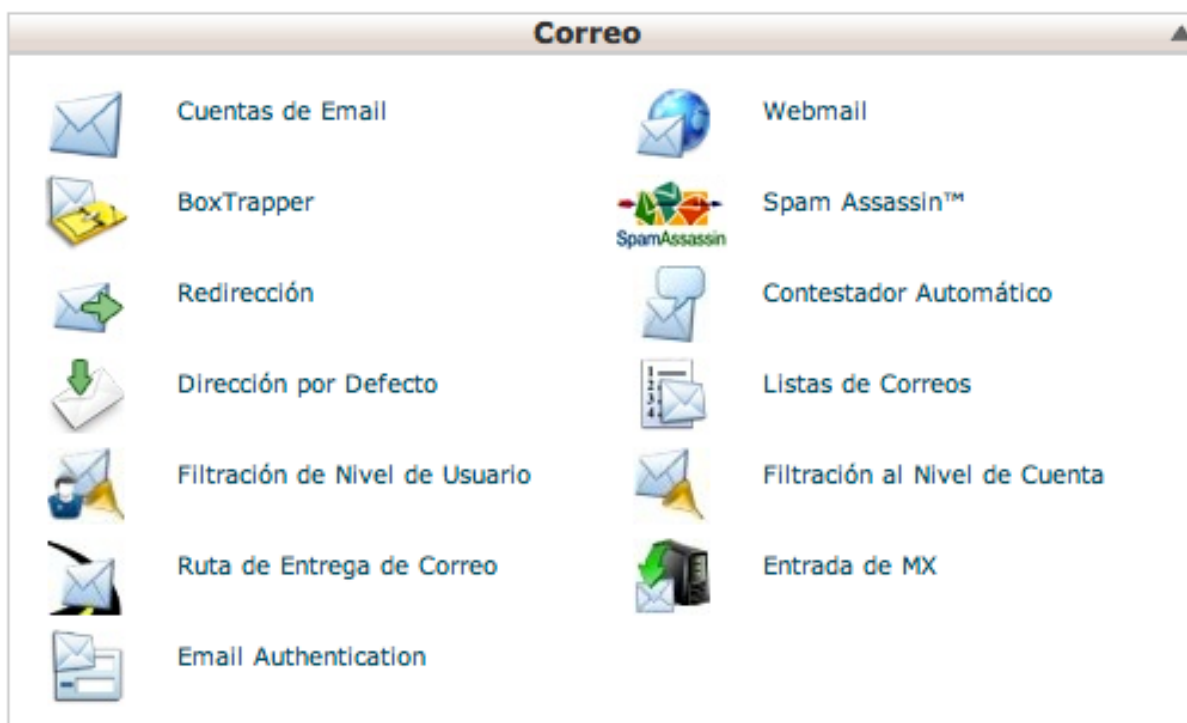 Correo
Cuentas de Email
Webmail
BoxTrapper
SpamAssassin
Spam Assassin™
Redirección
Contestador Automático
Dirección por Defecto
Listas de Correos
Filtración de Nivel de Usuario
Filtración al Nivel de Cuenta
Ruta de Entrega de Correo
Entrada de MX
Email Authentication